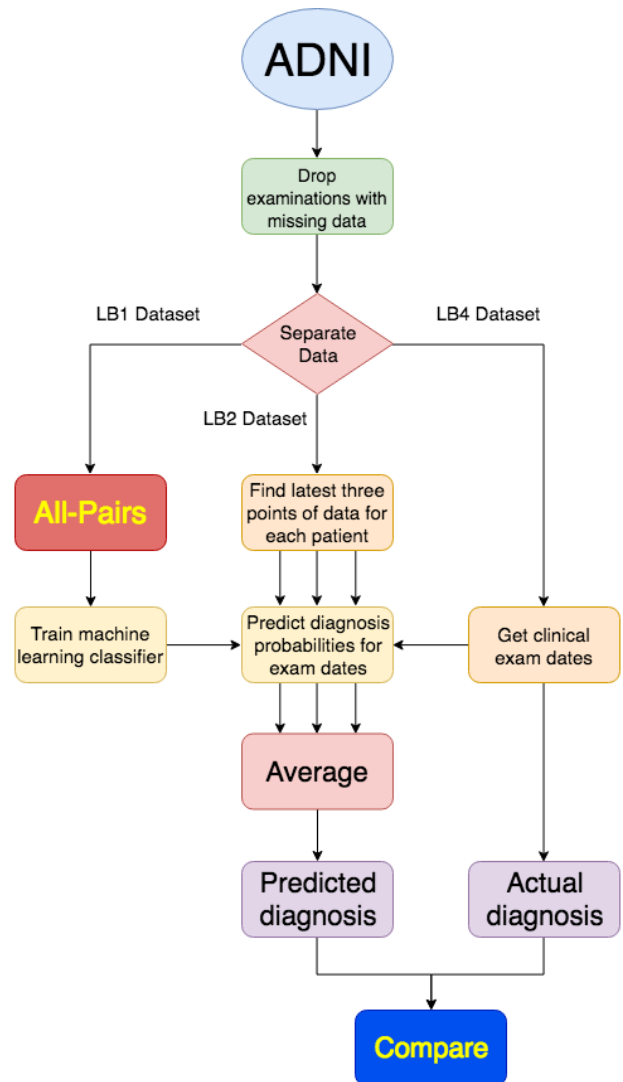 ADNI
Drop
examinations with
missing data
LB1 Dataset
Separate
Data
LB4 Dataset
LB2 Dataset
All-Pairs
Find latest three
points of data for
each patient
Train machine
learning classifier
Predict diagnosis
probabilities for
exam dates
Get clinical
exam dates
Average
Predicted
diagnosis
Actual
diagnosis
Compare